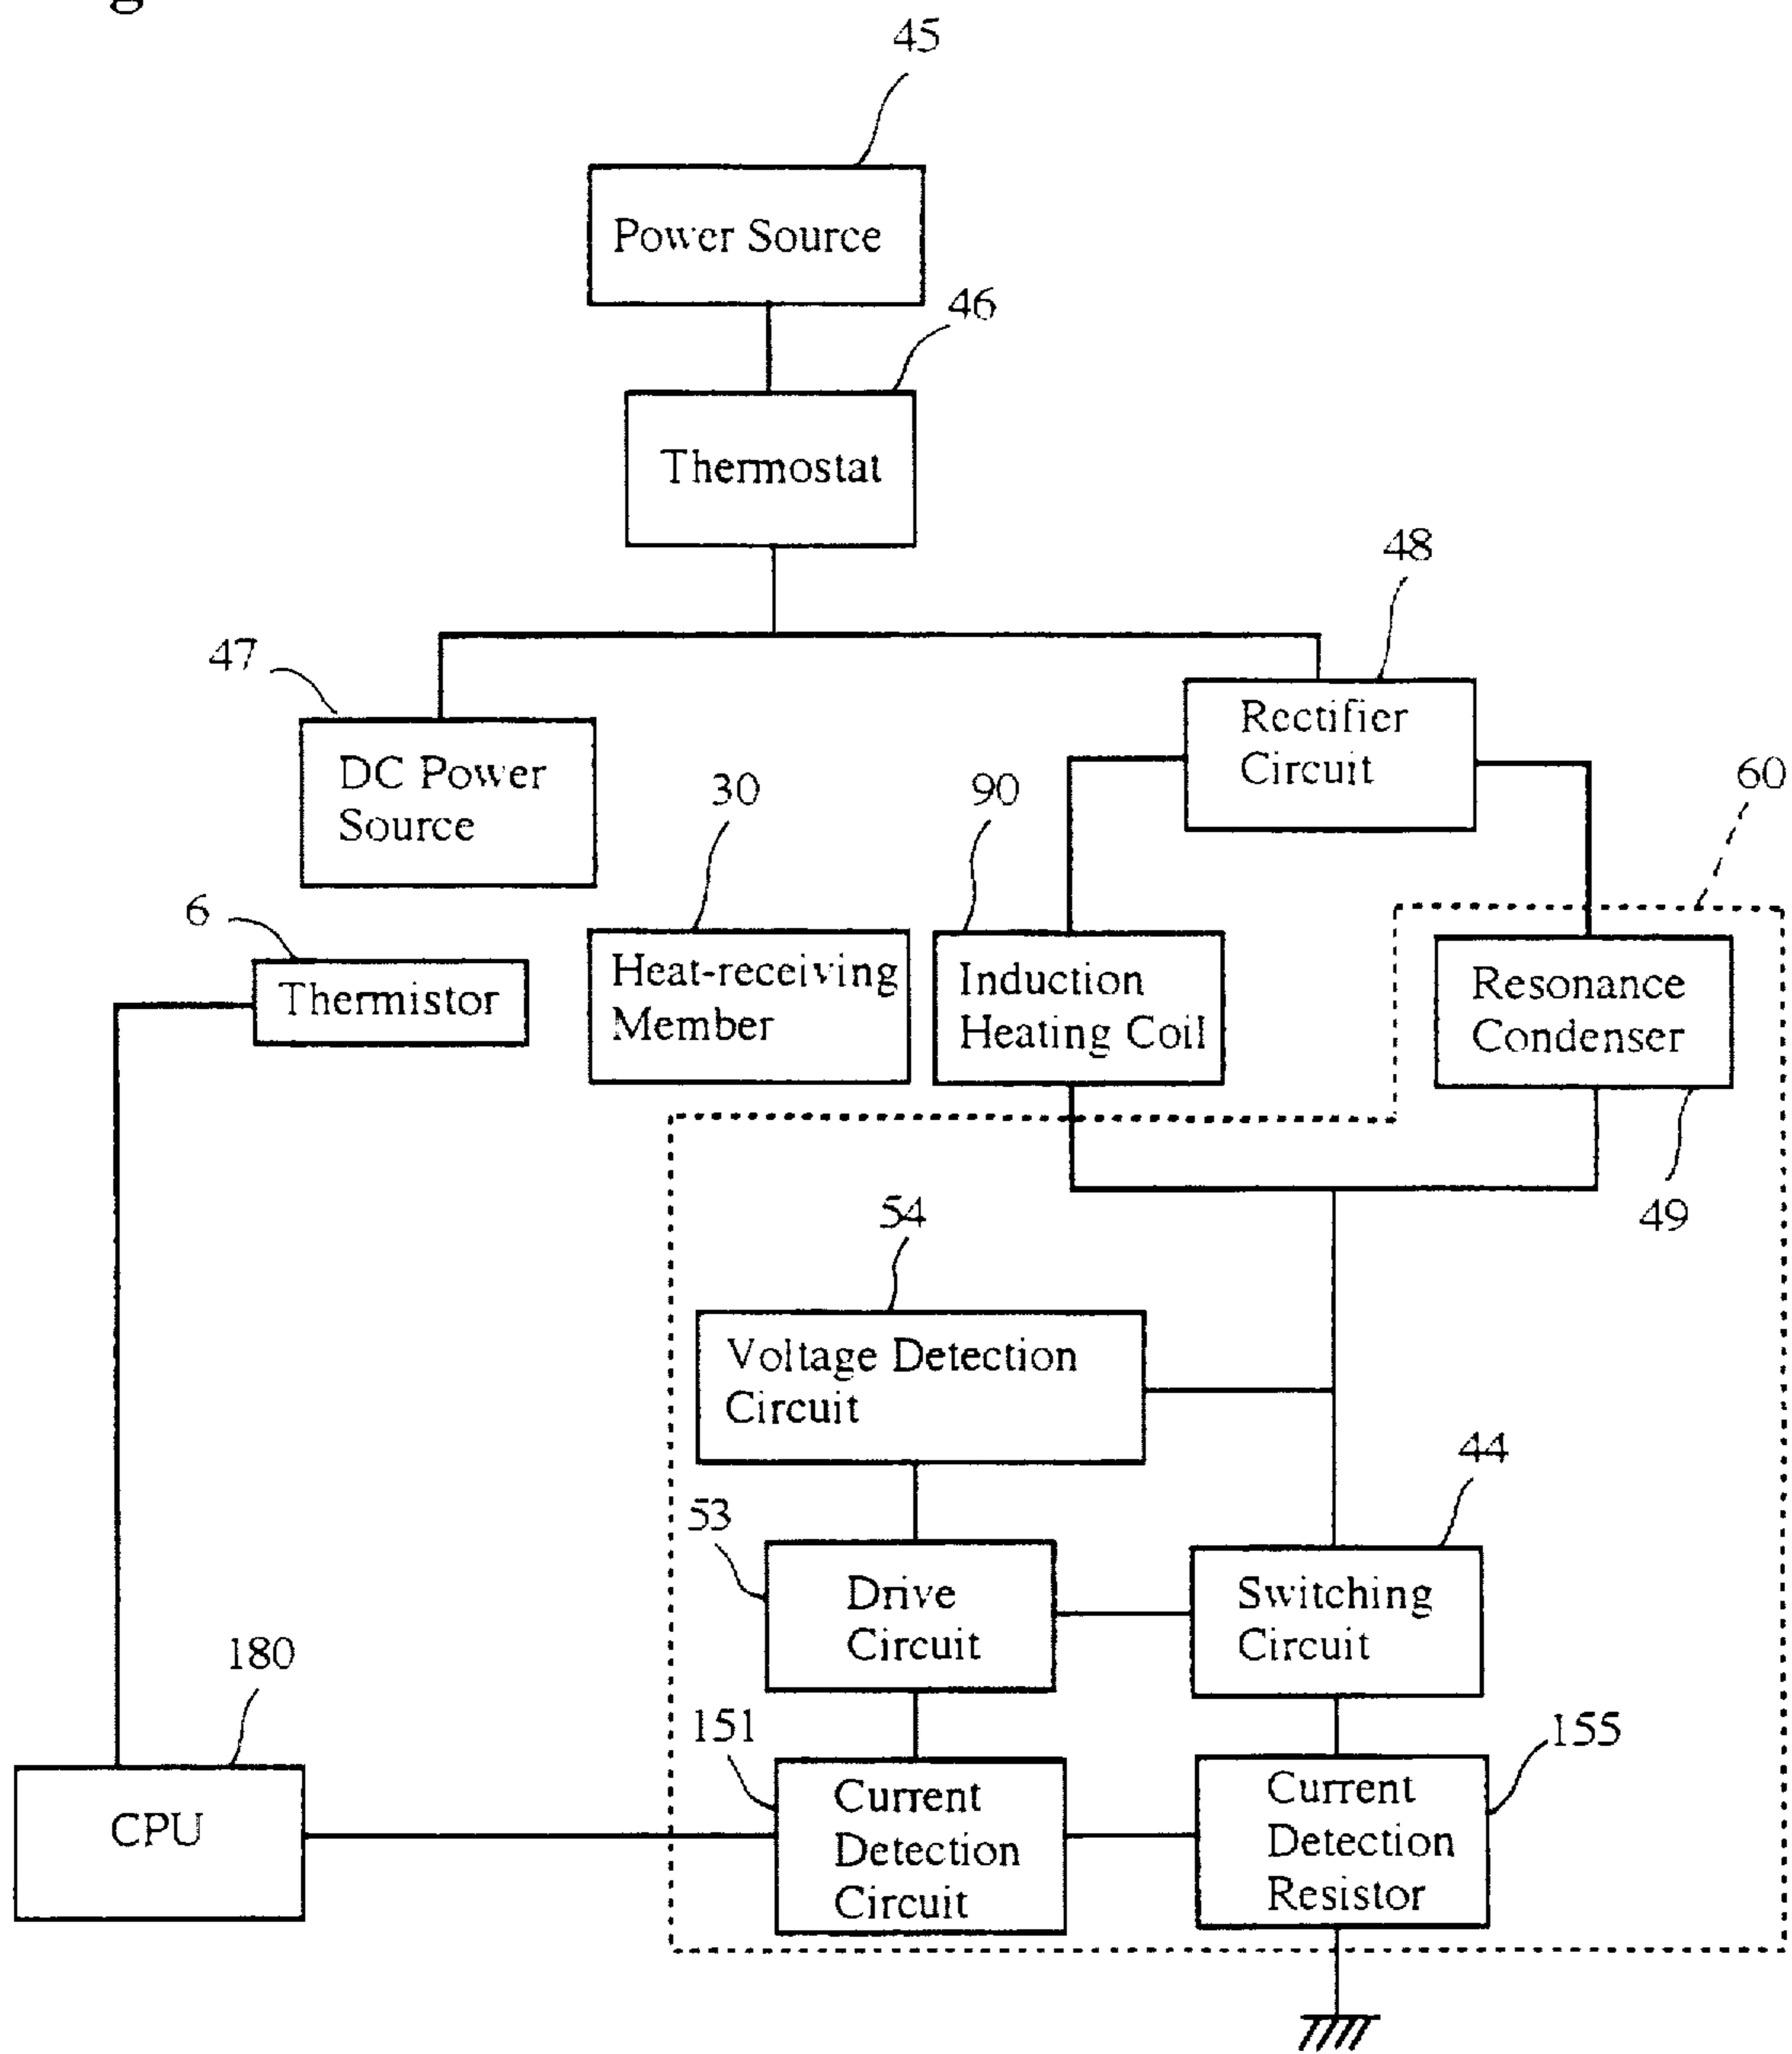 g
45
Power Source
46
Thermostat
48
47
Rectifier
Circuit
DC Power
Source
30
90
60
6
Thermistor
Heat-receiving
Member
Induction
Heating Coil
Resonance
Condenser
49
54
Voltage Detection
Circuit
44
53
Drive
Circuit
Switching
Circuit
180
151
155
CPU
Current
Detection
Circuit
Current
Detection
Resistor